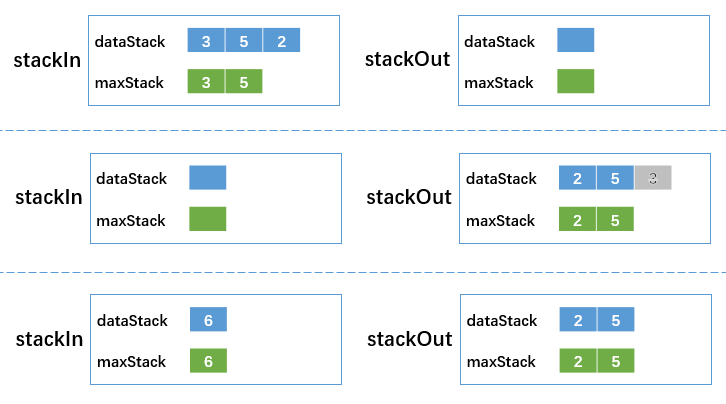 stackIn
dataStack 3 5 2
maxStack 3 5
stackOut
dataStack
maxStack
stackIn
dataStack
maxStack
stackOut
dataStack 2 5 3
maxStack 2 5
stackIn
dataStack 6
maxStack 6
stackOut
dataStack 2 5
maxStack 2 5